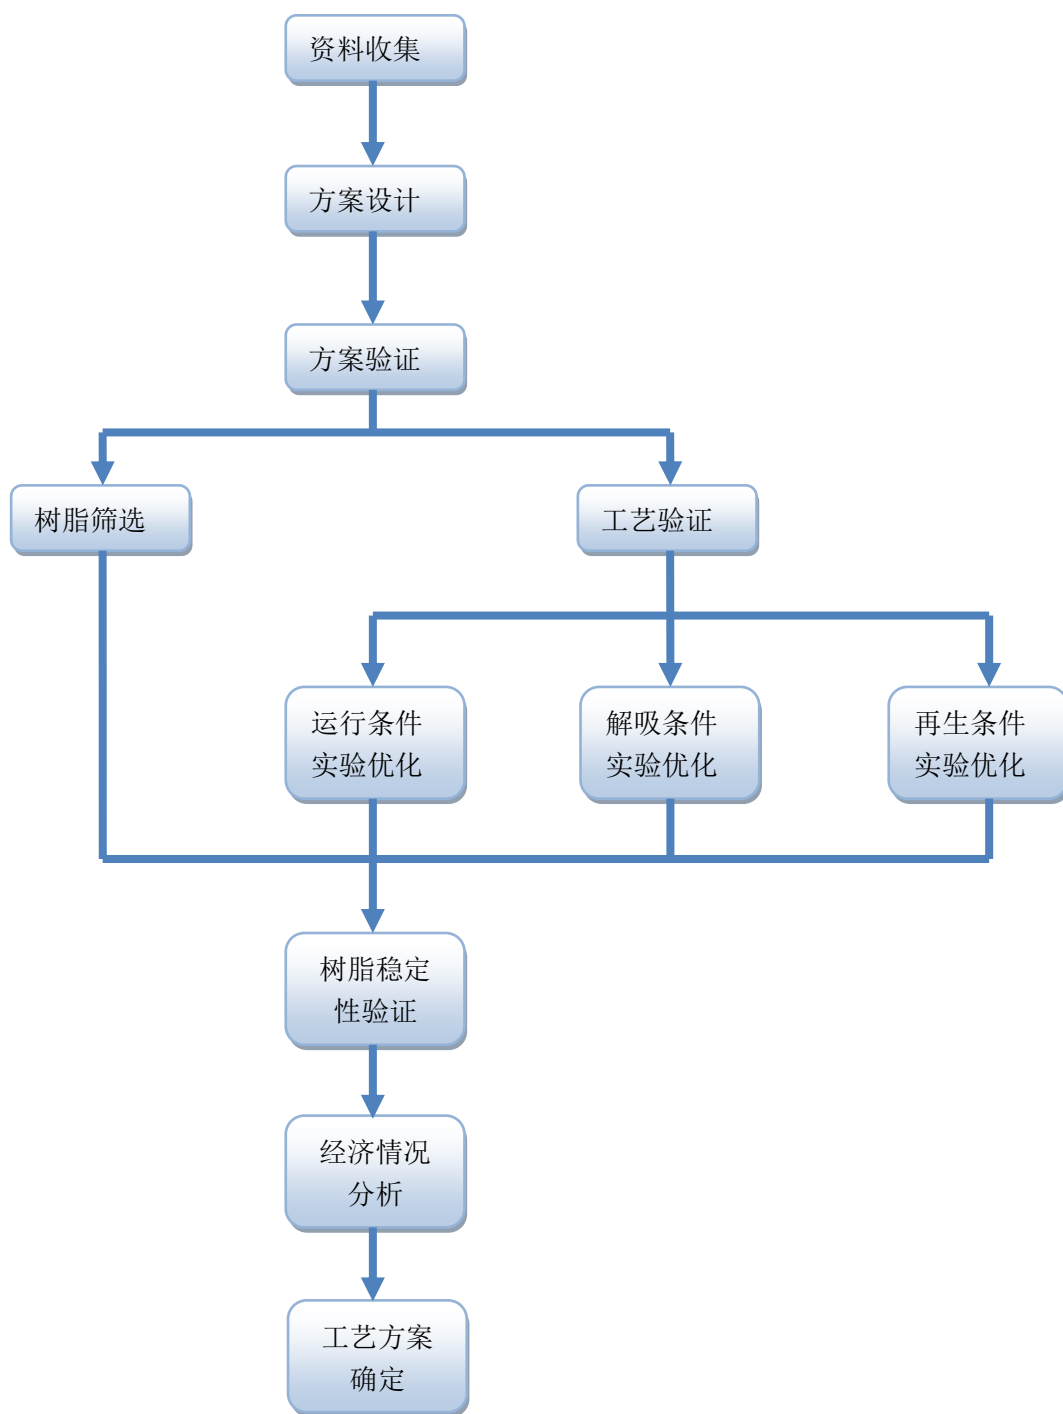 资料收集
方案设计
方案验证
树脂筛选
工艺验证
运行条件
实验优化
解吸条件
实验优化
再生条件
实验优化
树脂稳定
性验证
经济情况
分析
工艺方案
确定